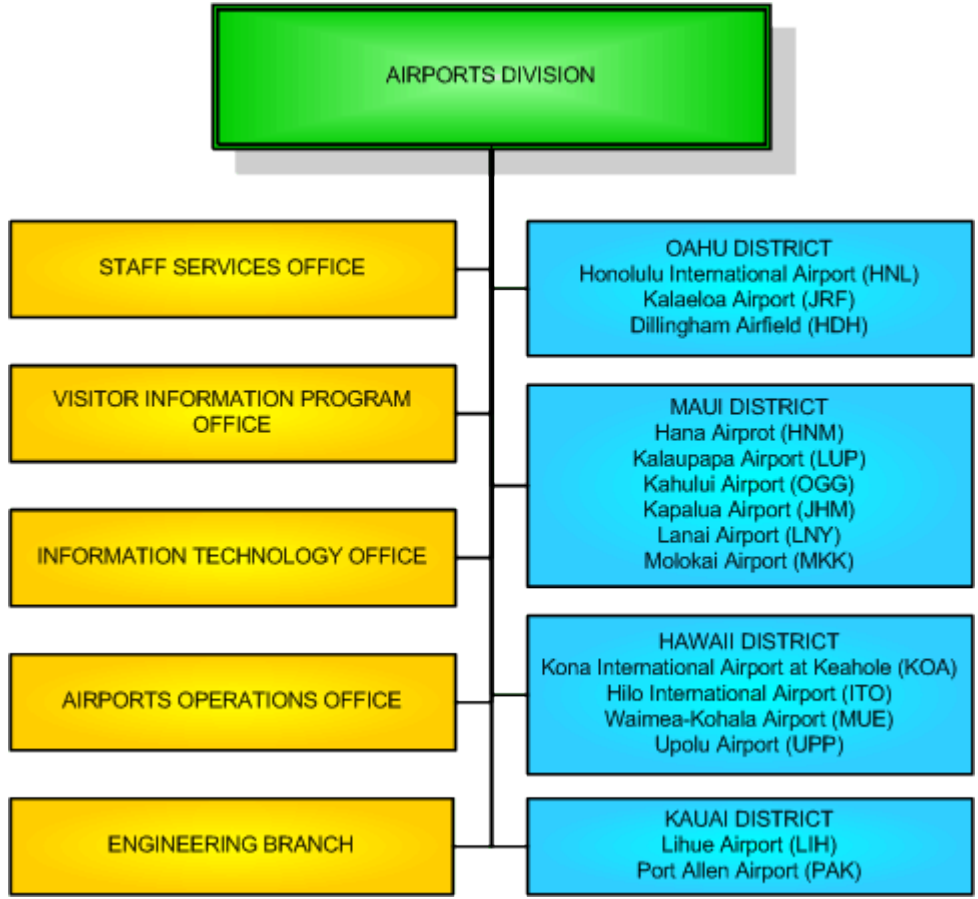 AIRPORTS DIVISION
STAFF SERVICES OFFICE
VISITOR INFORMATION PROGRAM
OFFICE
INFORMATION TECHNOLOGY OFFICE
AIRPORTS OPERATIONS OFFICE
ENGINEERING BRANCH
OAHU DISTRICT
Honolulu International Airport (HNL)
Kalaeloa Airport (JRF)
Dillingham Airfield (HDH)
MAUI DISTRICT
Hana Airprot (HNM)
Kalaupapa Airport (LUP)
Kahului Airport (OGG)
Kapalua Airport (JHM)
Lanai Airport (LNY)
Molokai Airport (MKK)
HAWAII DISTRICT
Kona International Airport at Keahole (KOA)
Hilo International Airport (ITO)
Waimea-Kohala Airport (MUE)
Upolu Airport (UPP)
KAUAI DISTRICT
Lihue Airport (LIH)
Port Allen Airport (PAK)